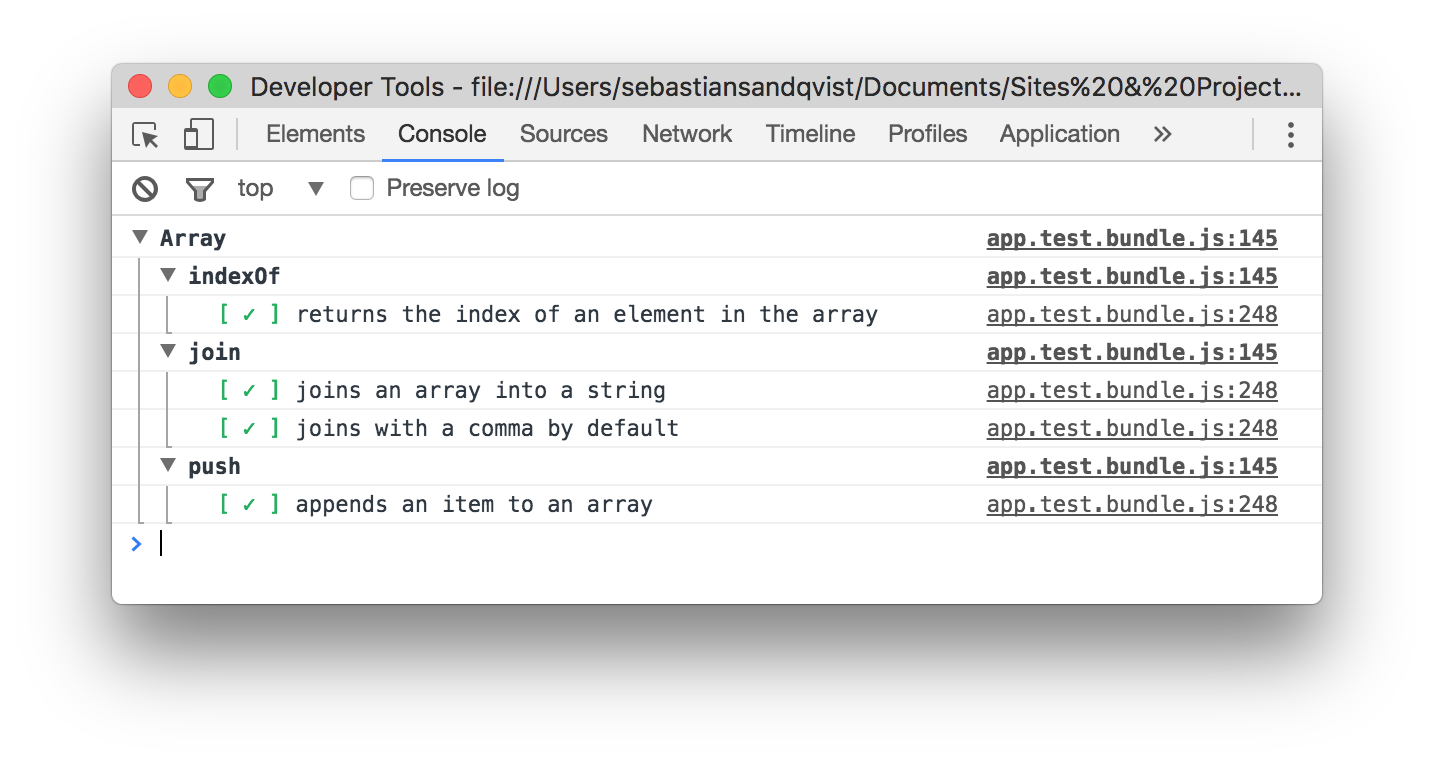 Developer Tools - file:///Users/sebastiansandqvist/Documents/Sites%20&%20Project...
Elements Console Sources Network Timeline Profiles Application »
top ▼ Preserve log
▼ Array app.test.bundle.js:145
▼ indexOf app.test.bundle.js:145
[ ✓ ] returns the index of an element in the array app.test.bundle.js:248
▼ join app.test.bundle.js:145
[ ✓ ] joins an array into a string app.test.bundle.js:248
[ ✓ ] joins with a comma by default app.test.bundle.js:248
▼ push app.test.bundle.js:145
[ ✓ ] appends an item to an array app.test.bundle.js:248
>